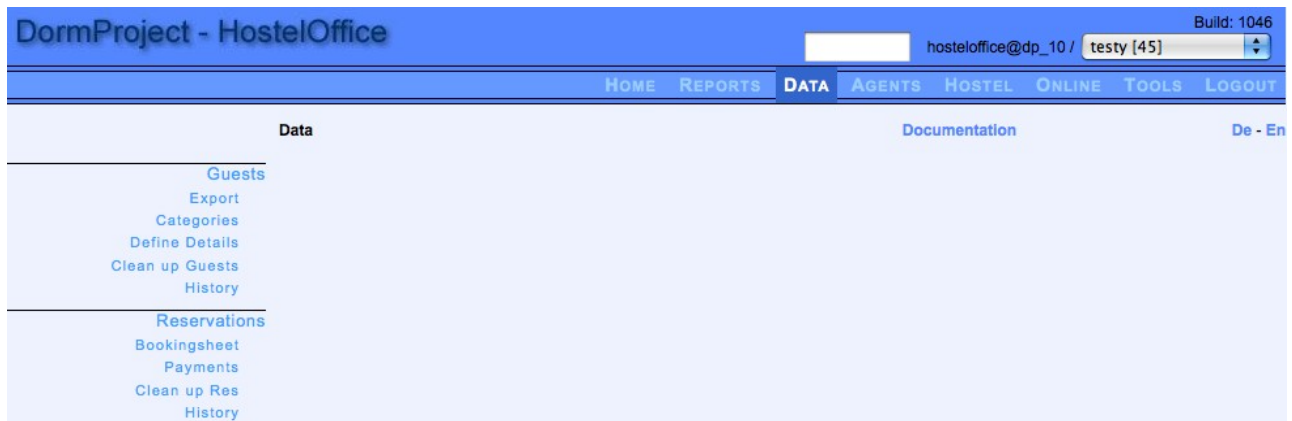 DormProject - HostelOffice
Build: 1046
hosteloffice@dp_10 / testy [45]
HOME REPORTS DATA AGENTS HOSTEL ONLINE TOOLS LOGOUT
Data Documentation De - En
Guests
Export
Categories
Define Details
Clean up Guests
History
Reservations
Bookingsheet
Payments
Clean up Res
History